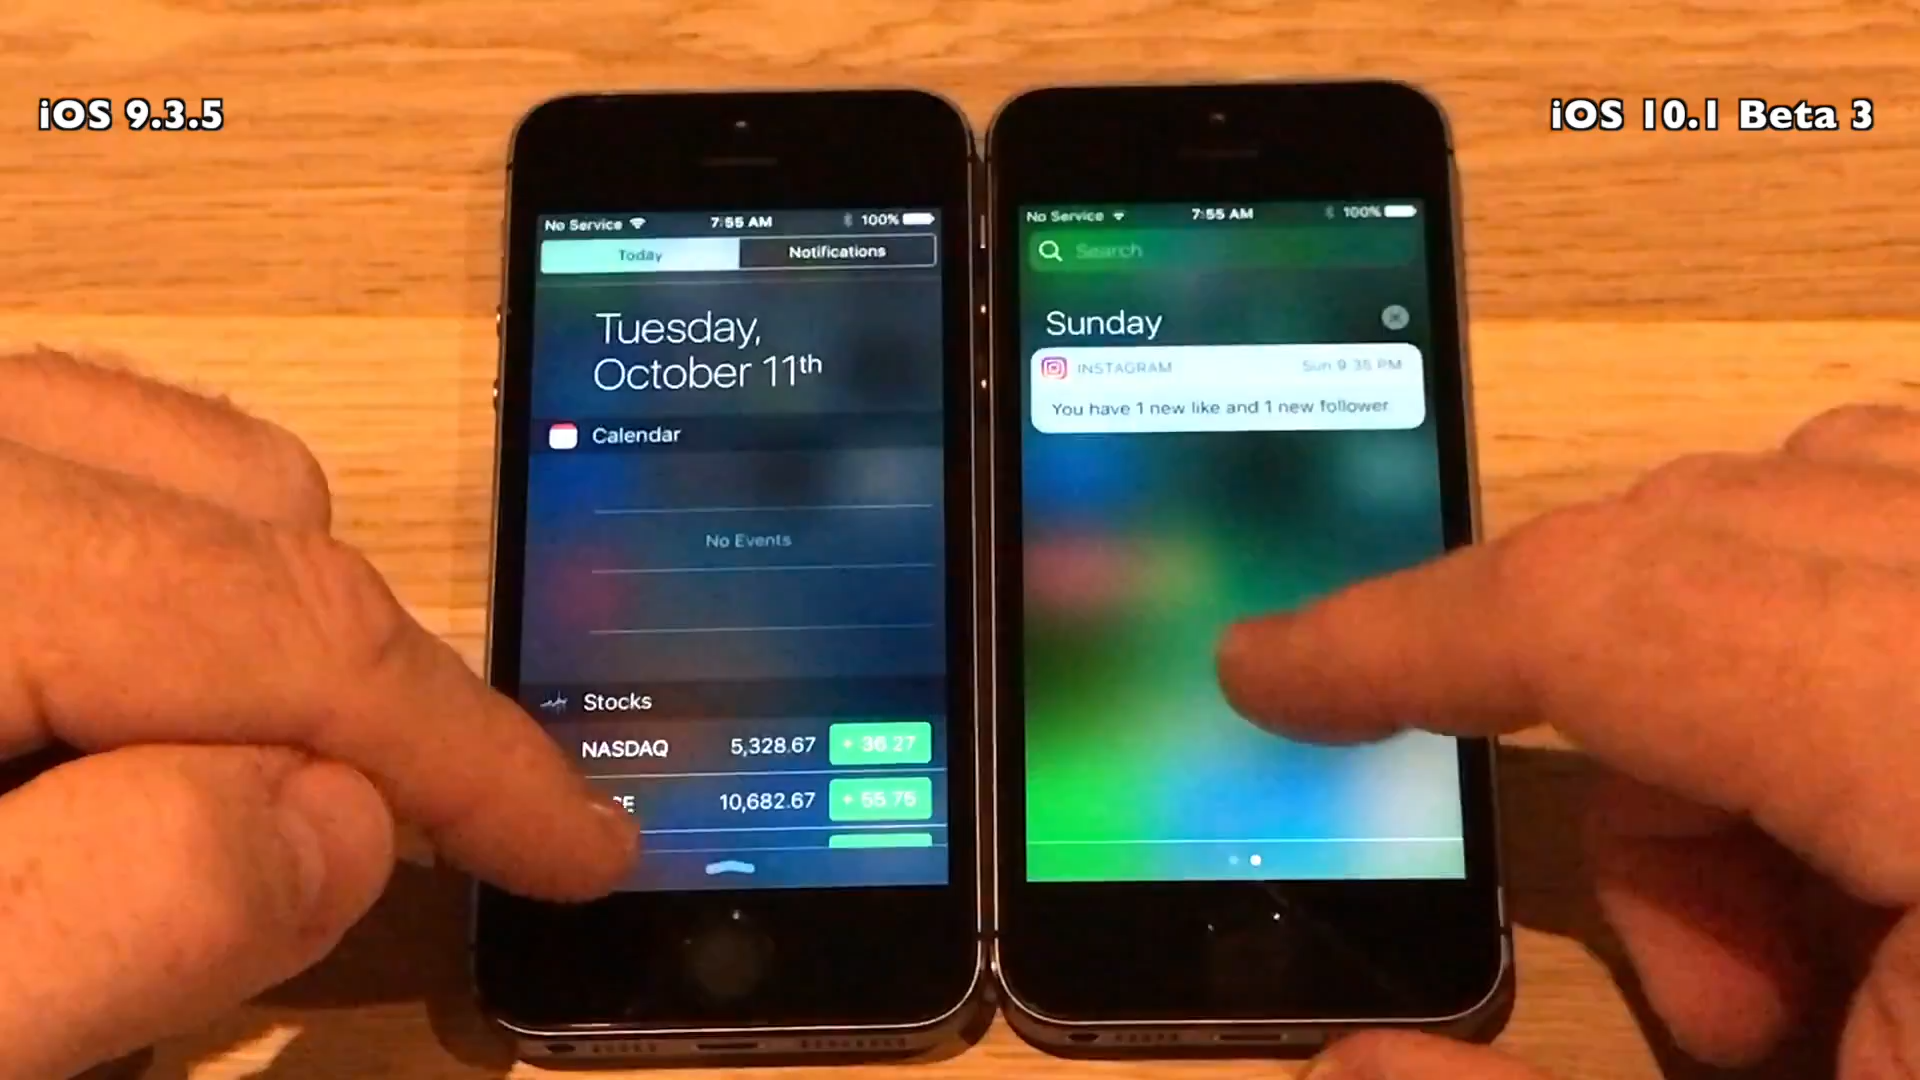 iOS 9.3.5
iOS 10.1 Beta 3
No Service 7:55 AM 100%
Today Notifications
Tuesday,
October 11th
Calendar
No Events
Stocks
NASDAQ 5,328.67 + 36.27
10,682.67 + 55.75
No Service 7:55 AM 100%
Search
Sunday
INSTAGRAM Sun 9:35 PM
You have 1 new like and 1 new follower.